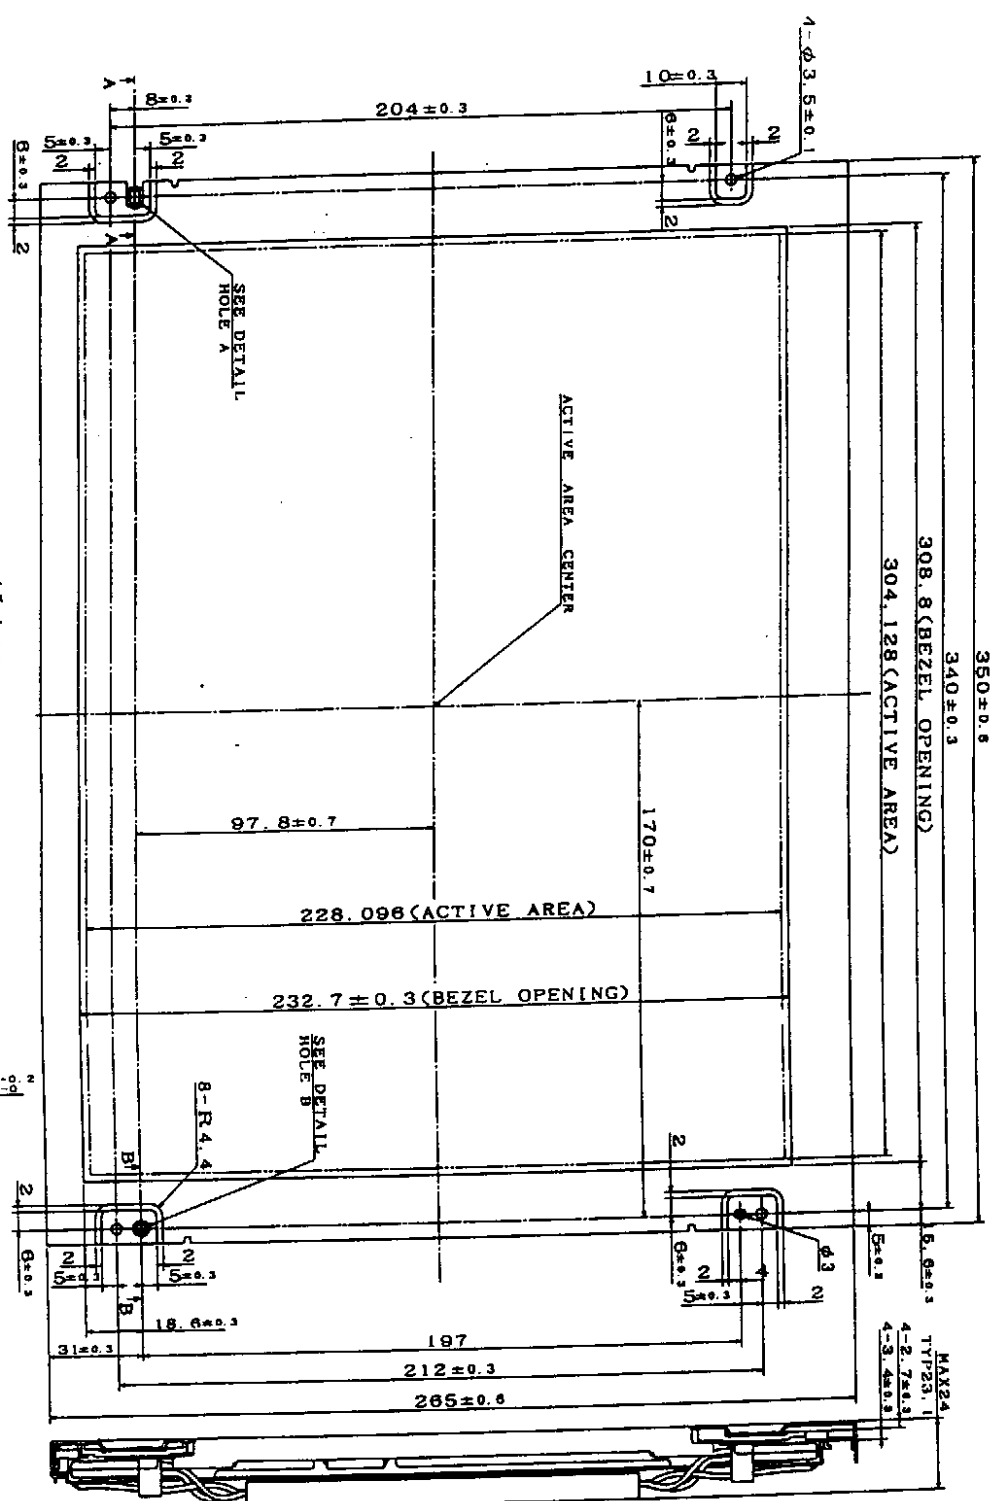 4-φ3.5±0.1
10±0.3
204±0.3
8±0.3
A
2
2
6±0.3
2
5±0.3
5±0.3
2
2
2
A
SEE DETAIL
HOLE A
ACTIVE AREA CENTER
350±0.6
340±0.3
308.8(BEZEL OPENING)
304.128(ACTIVE AREA)
170±0.7
97.8±0.7
228.096(ACTIVE AREA)
232.7±0.3(BEZEL OPENING)
SEE DETAIL
HOLE B
8-R4.4
B
2
6±0.3
2
2
5±0.3
5±0.3
B
2
6±0.3
φ3
5±0.3
15.6±0.3
2
4
2
5±0.3
18.6±0.3
31±0.3
197
212±0.3
265±0.6
MAX24
TYP23.1
4-2.7±0.3
4-3.4±0.3